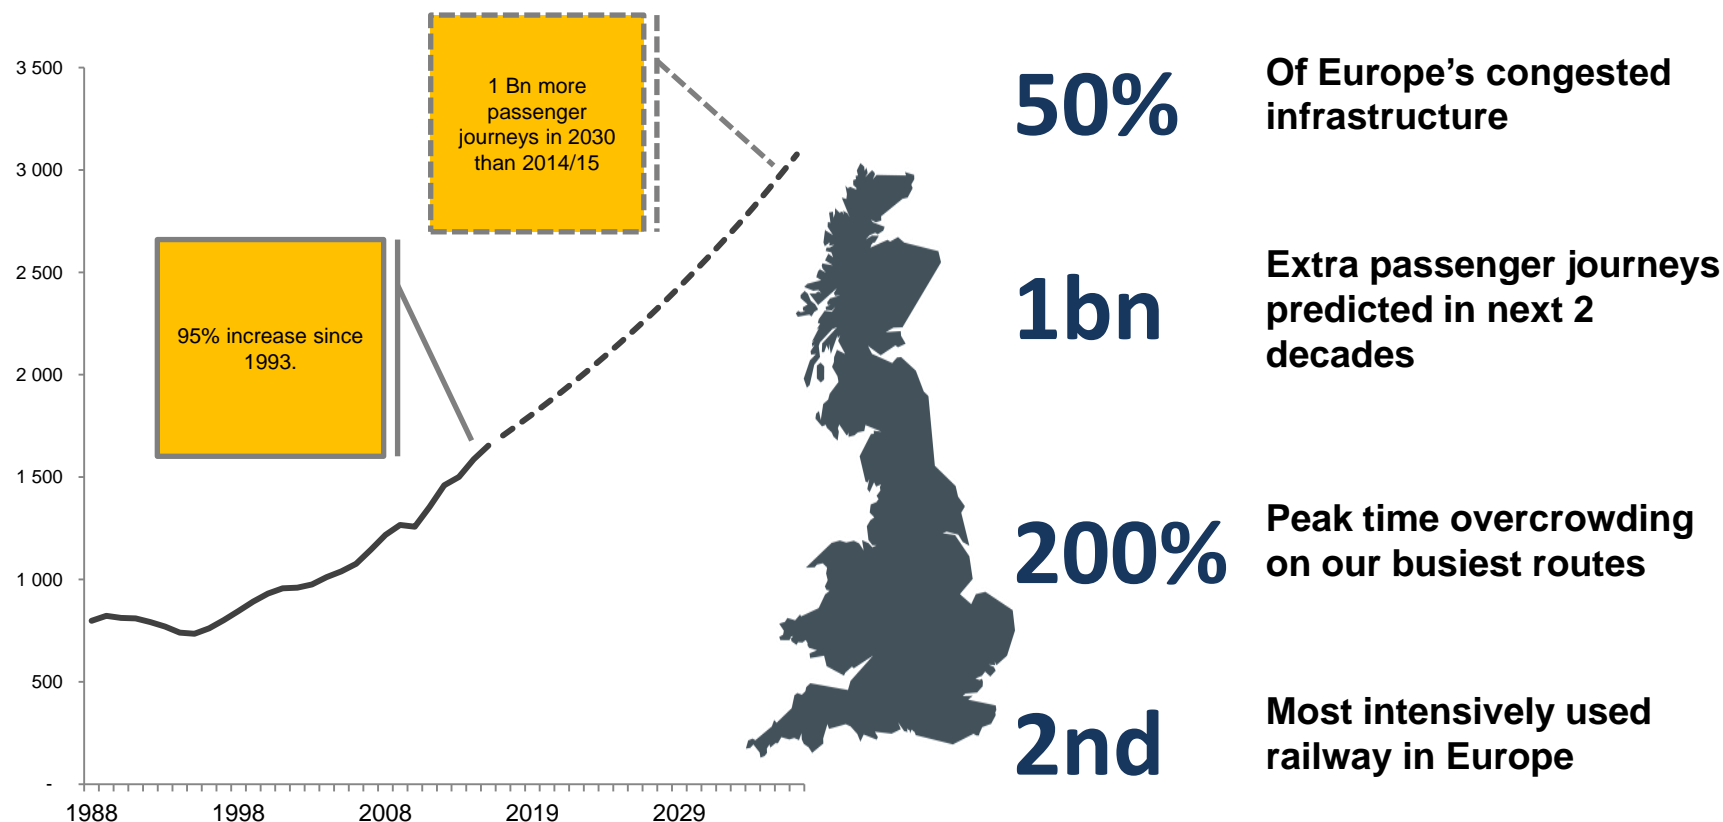 3 500
3 000
2 500
2 000
1 500
1 000
500
-
1988
1998
2008
2019
2029
1 Bn more
passenger
journeys in 2030
than 2014/15
95% increase since
1993.
50%
Of Europe’s congested
infrastructure
1bn
Extra passenger journeys
predicted in next 2
decades
200%
Peak time overcrowding
on our busiest routes
2nd
Most intensively used
railway in Europe